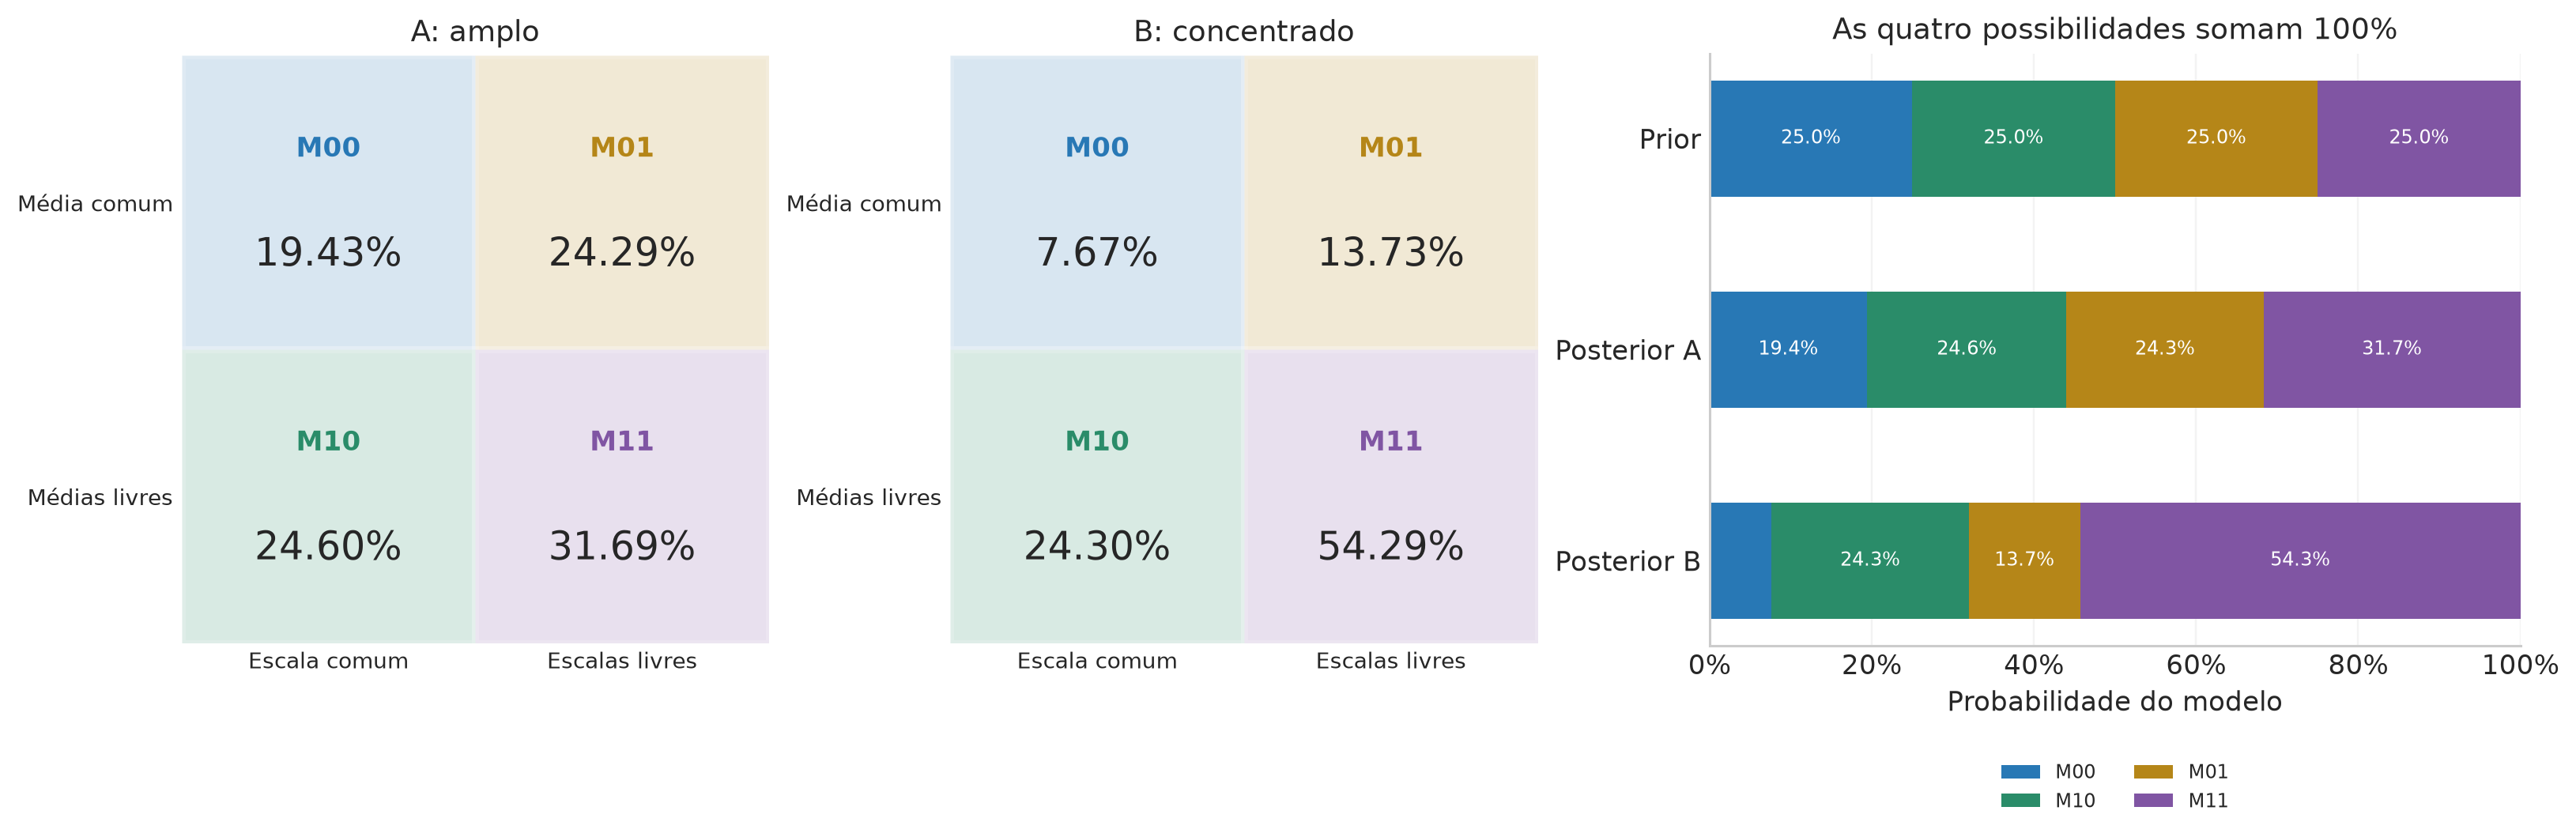 A: amplo
M00
M01
Média comum
19.43%
24.29%
M10
M11
Médias livres
24.60%
31.69%
Escala comum
Escalas livres
B: concentrado
M00
M01
Média comum
7.67%
13.73%
M10
M11
Médias livres
24.30%
54.29%
Escala comum
Escalas livres
As quatro possibilidades somam 100%
Prior
25.0%
25.0%
25.0%
25.0%
Posterior A
19.4%
24.6%
24.3%
31.7%
Posterior B
24.3%
13.7%
54.3%
0%
20%
40%
60%
80%
100%
Probabilidade do modelo
M00
M01
M10
M11